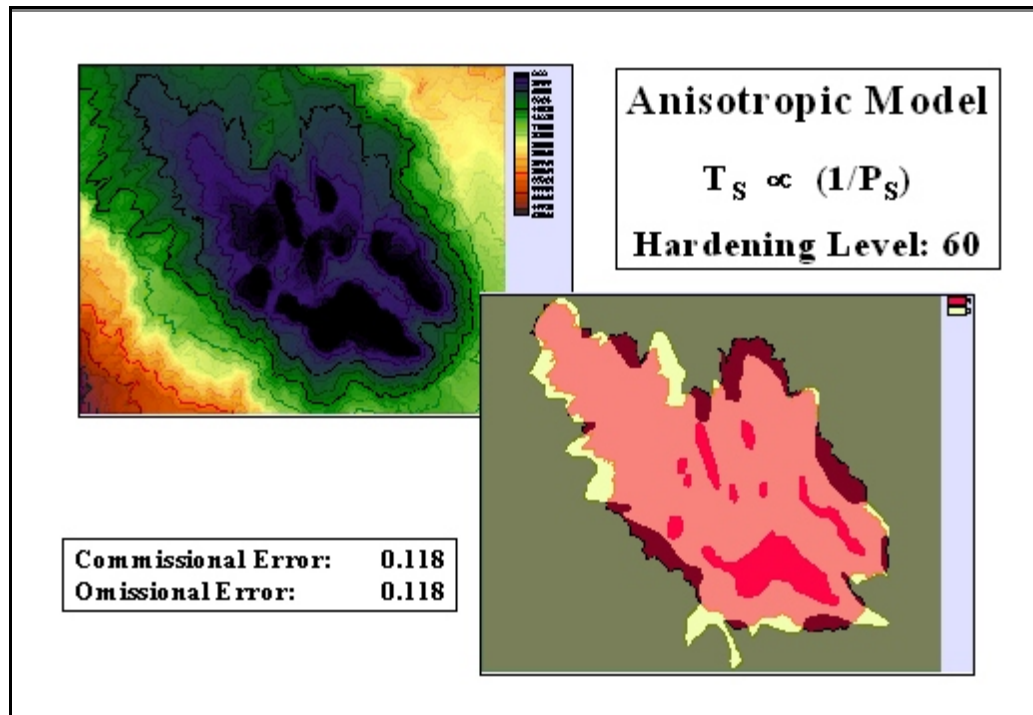 Anisotropic Model
T_S ∝ (1/P_S)
Hardening Level: 60
Commissional Error: 0.118
Omissional Error: 0.118